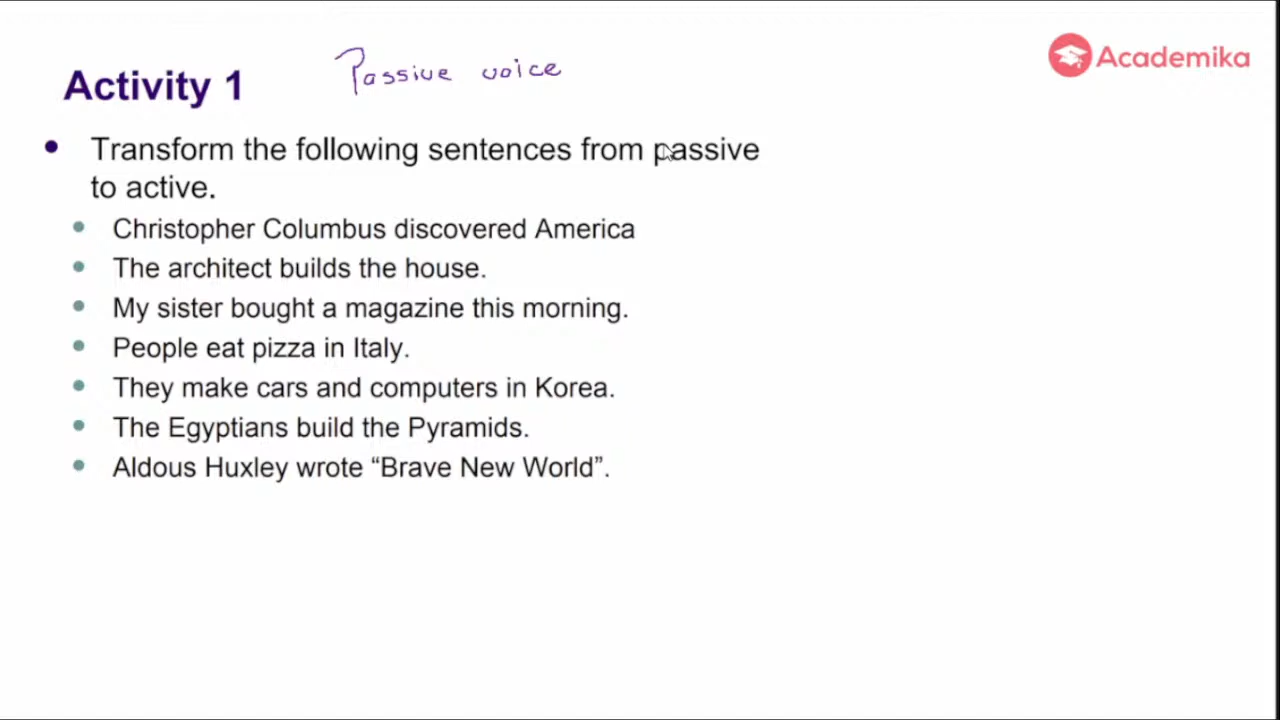 Activity 1
Passive voice
Academika
Transform the following sentences from passive
to active.
Christopher Columbus discovered America
The architect builds the house.
My sister bought a magazine this morning.
People eat pizza in Italy.
They make cars and computers in Korea.
The Egyptians build the Pyramids.
Aldous Huxley wrote “Brave New World”.